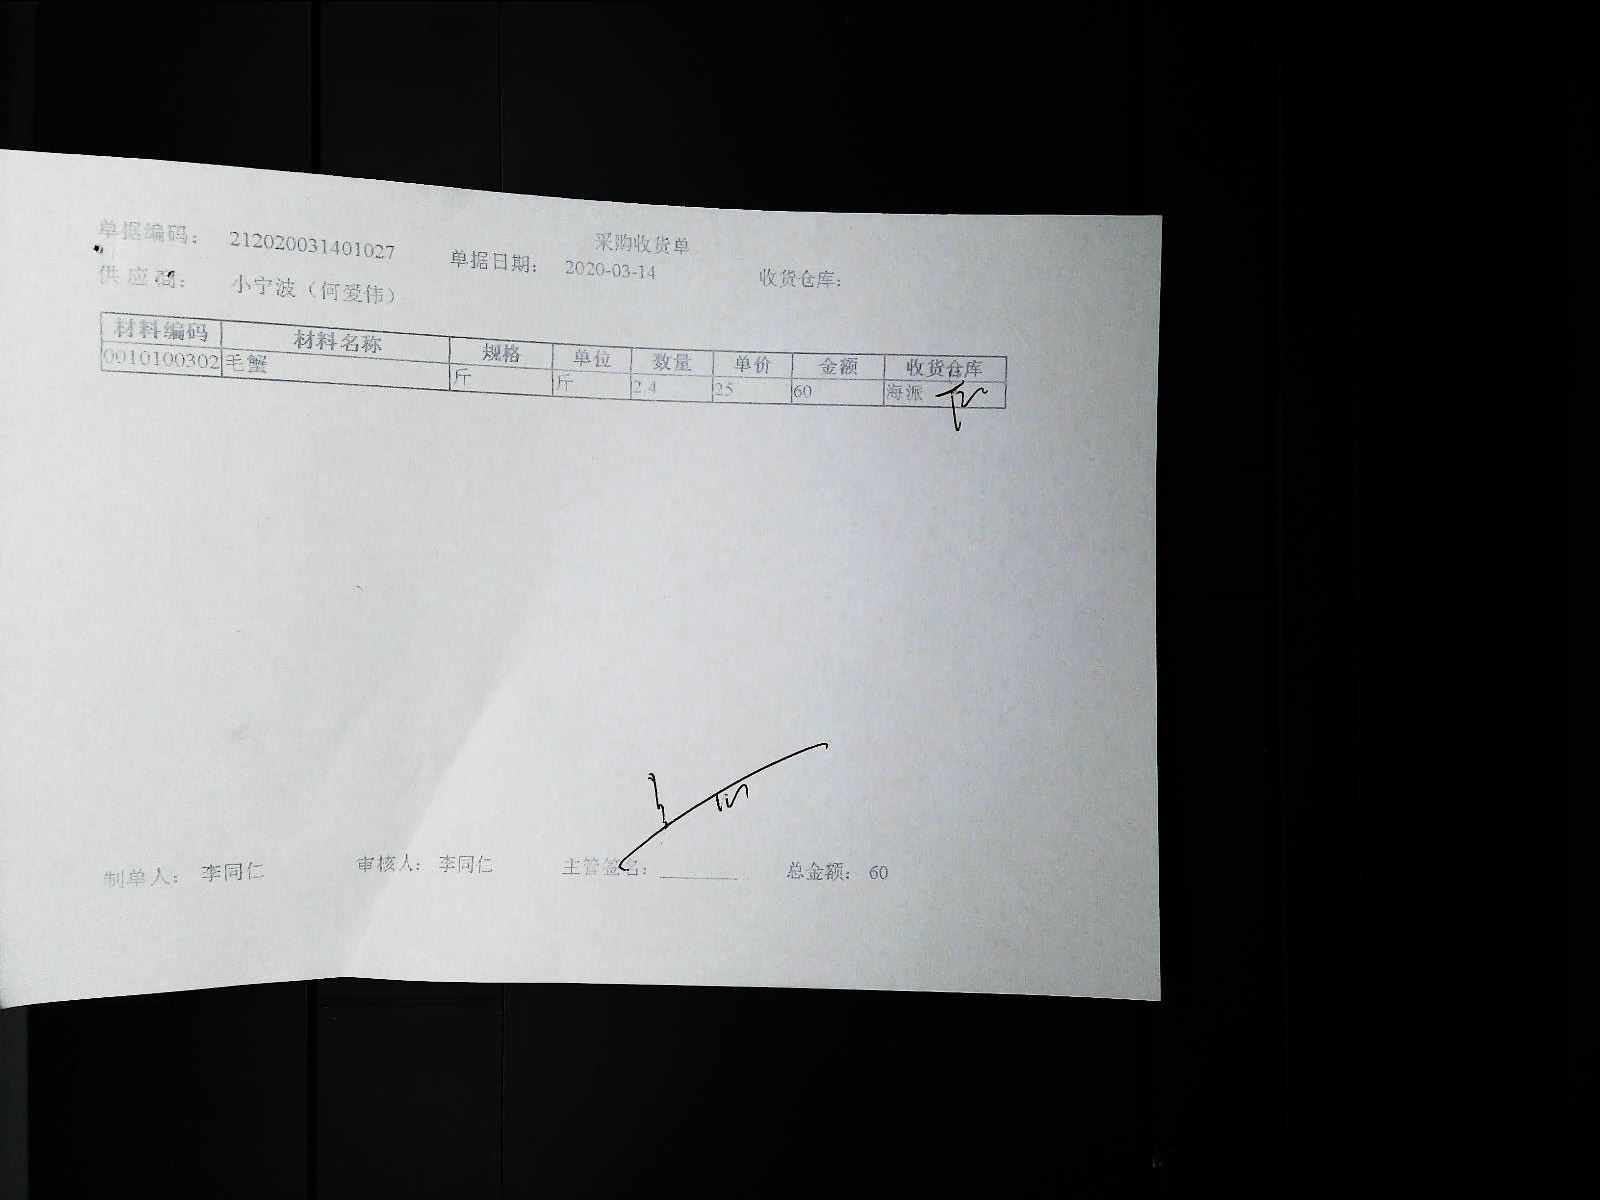 采购收货单
单据编码： 212020031401027 单据日期： 2020-03-14 收货仓库：
供应商： 小宁波（何爱伟）
材料编码 材料名称 规格 单位 数量 单价 金额 收货仓库
0010100302 毛蟹 斤 斤 2.4 25 60 海派
制单人： 李同仁 审核人： 李同仁 主管签名： 总金额： 60